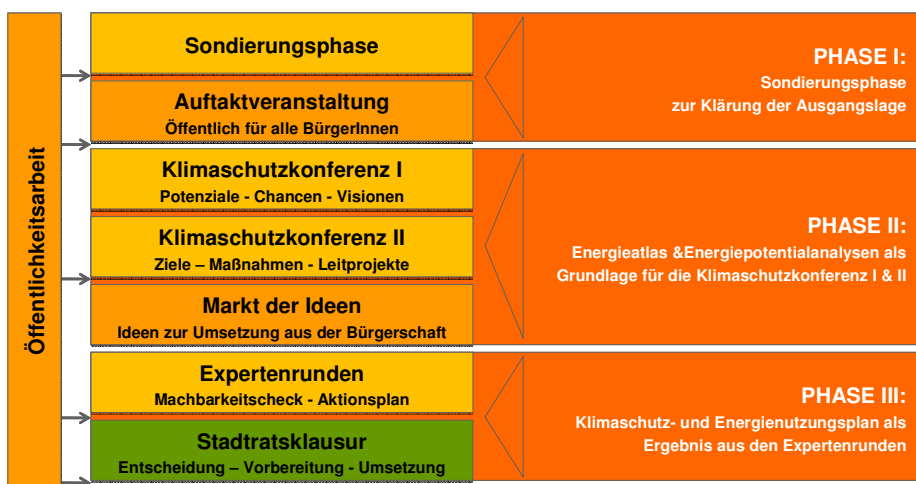 Öffentlichkeitsarbeit
Sondierungsphase
Auftaktveranstaltung
Öffentlich für alle BürgerInnen
PHASE I:
Sondierungsphase
zur Klärung der Ausgangslage
Klimaschutzkonferenz I
Potenziale - Chancen - Visionen
Klimaschutzkonferenz II
Ziele – Maßnahmen - Leitprojekte
Markt der Ideen
Ideen zur Umsetzung aus der Bürgerschaft
PHASE II:
Energieatlas &Energiepotentialanalysen als
Grundlage für die Klimaschutzkonferenz I & II
Expertenrunden
Machbarkeitscheck - Aktionsplan
Stadtratsklausur
Entscheidung – Vorbereitung - Umsetzung
PHASE III:
Klimaschutz- und Energienutzungsplan als
Ergebnis aus den Expertenrunden